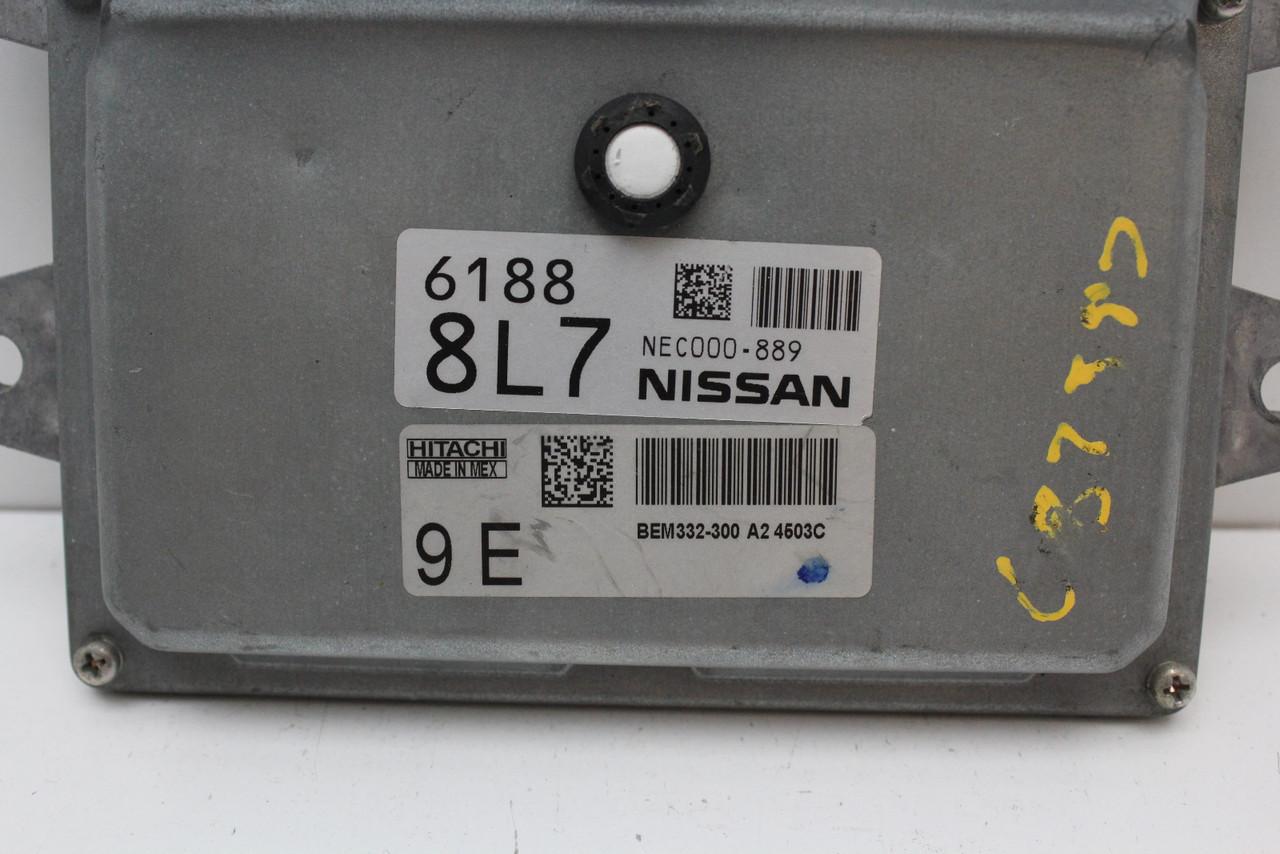 6188
8L7
NEC000-889
NISSAN
HITACHI
MADE IN MEX
9 E
BEM332-300 A2 4503C